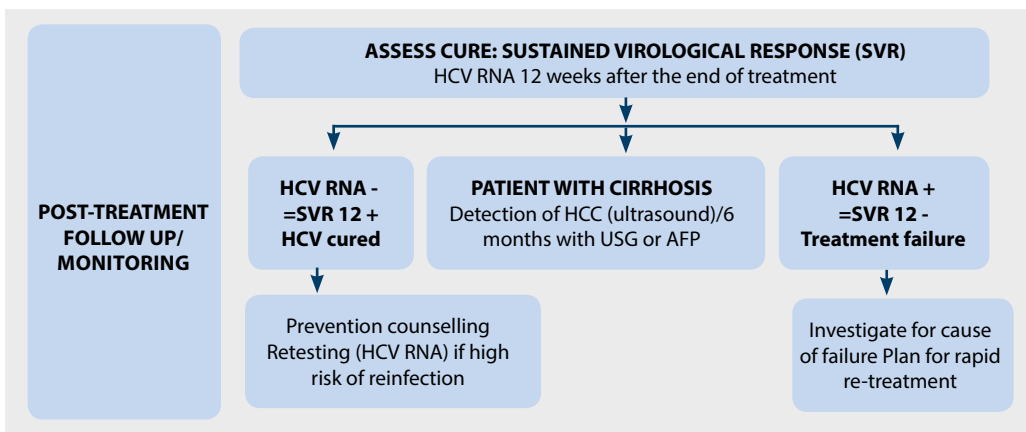 POST-TREATMENT
FOLLOW UP/
MONITORING
ASSESS CURE: SUSTAINED VIROLOGICAL RESPONSE (SVR)
HCV RNA 12 weeks after the end of treatment
HCV RNA -
=SVR 12 +
HCV cured
PATIENT WITH CIRRHOSIS
Detection of HCC (ultrasound)/6
months with USG or AFP
HCV RNA +
=SVR 12 -
Treatment failure
Prevention counselling
Retesting (HCV RNA) if high
risk of reinfection
Investigate for cause
of failure Plan for rapid
re-treatment